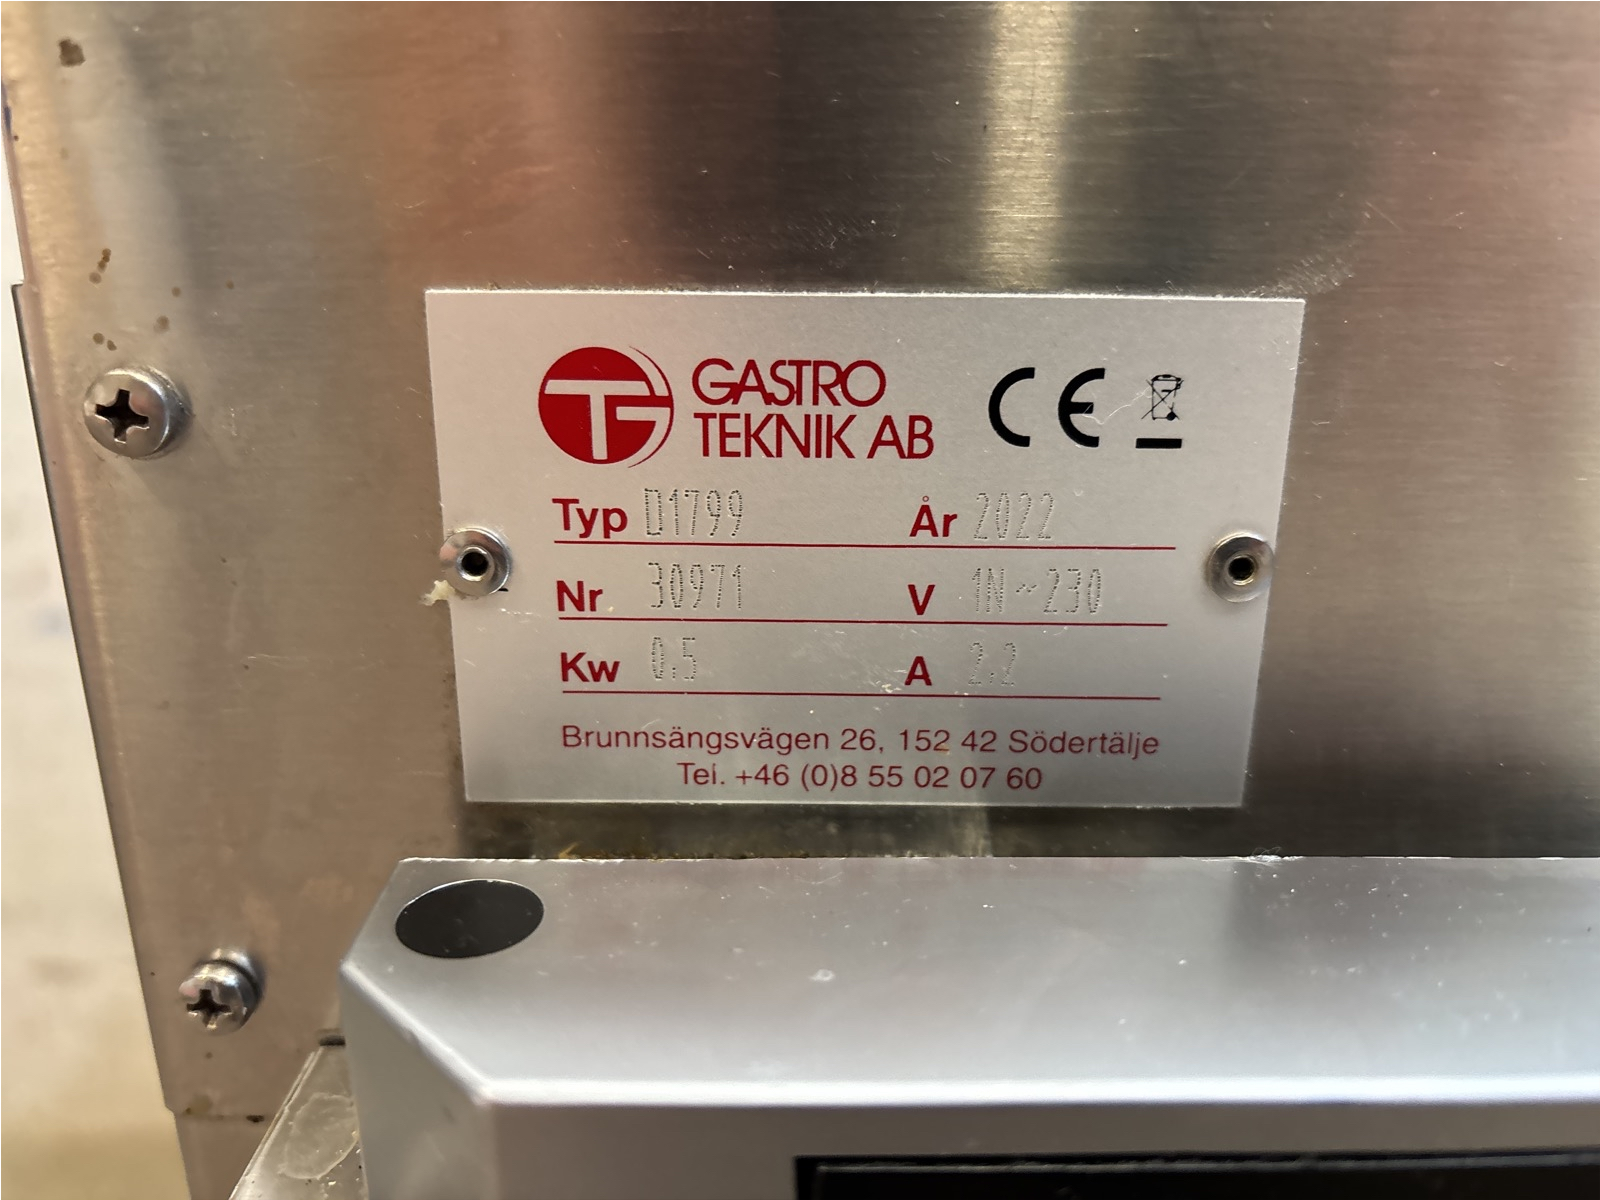 GASTRO
TEKNIK AB
CE
Typ D1799 År 2022
Nr 30971 V 1N~230
Kw 0.5 A 2.2
Brunnsängsvägen 26, 152 42 Södertälje
Tel. +46 (0)8 55 02 07 60